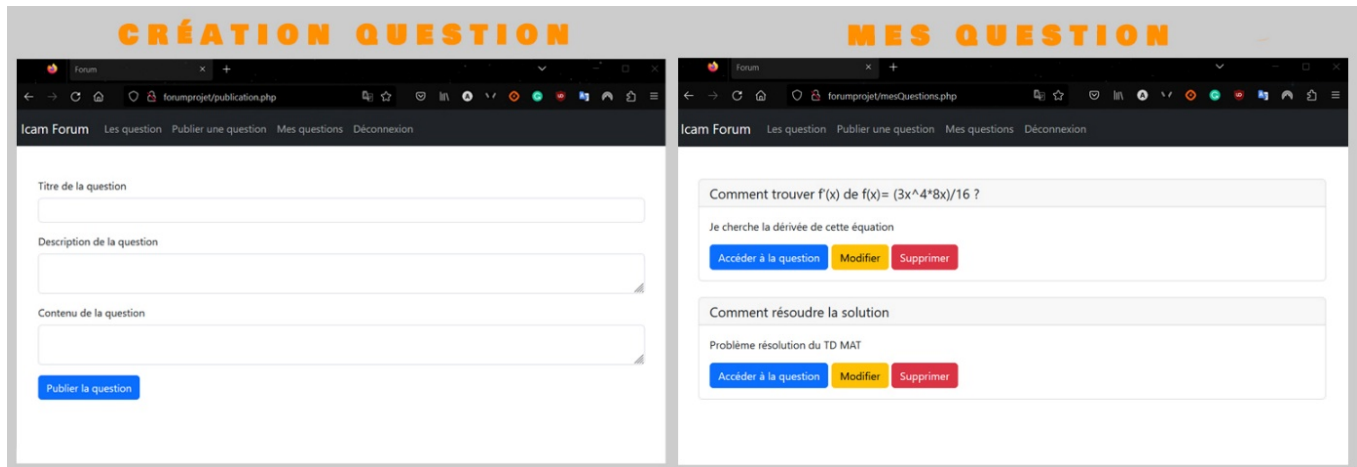 CRÉATION QUESTION
Forum
forumprojet/publication.php
Icam Forum Les question Publier une question Mes questions Déconnexion
Titre de la question
Description de la question
Contenu de la question
Publier la question
MES QUESTION
Forum
forumprojet/mesQuestions.php
Icam Forum Les question Publier une question Mes questions Déconnexion
Comment trouver f'(x) de f(x)= (3x^4*8x)/16 ?
Je cherche la dérivée de cette équation
Accéder à la question Modifier Supprimer
Comment résoudre la solution
Problème résolution du TD MAT
Accéder à la question Modifier Supprimer